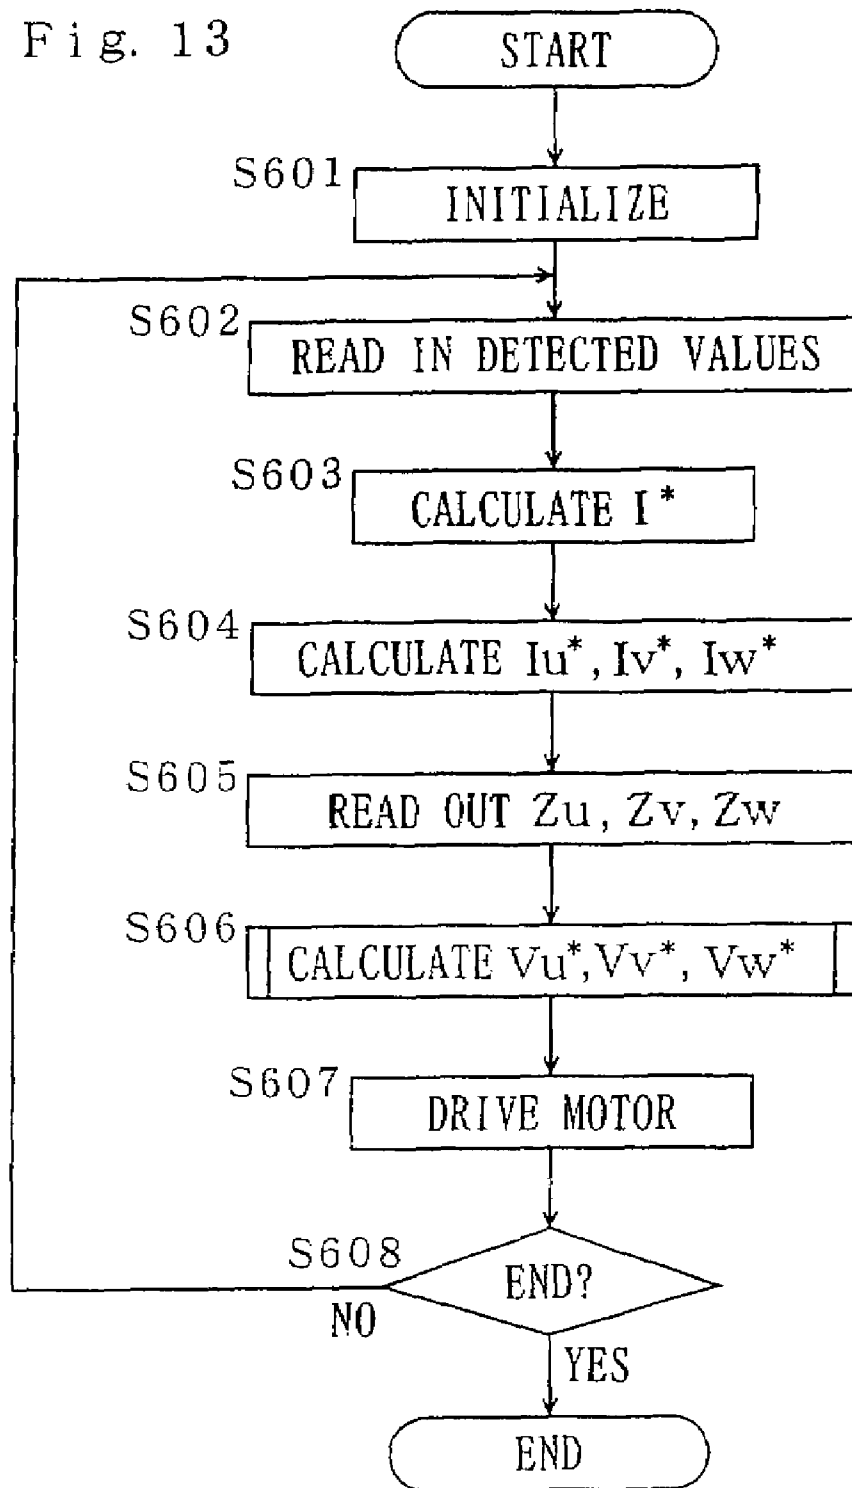 Fig. 13
START
S601
INITIALIZE
S602
READ IN DETECTED VALUES
S603
CALCULATE I*
S604
CALCULATE Iu*, Iv*, Iw*
S605
READ OUT Zu, Zv, Zw
S606
CALCULATE Vu*, Vv*, Vw*
S607
DRIVE MOTOR
S608
END?
NO
YES
END